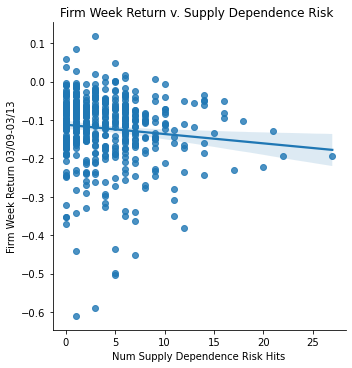 Firm Week Return v. Supply Dependence Risk
Firm Week Return 03/09-03/13
0.1
0.0
−0.1
−0.2
−0.3
−0.4
−0.5
−0.6
0 5 10 15 20 25
Num Supply Dependence Risk Hits